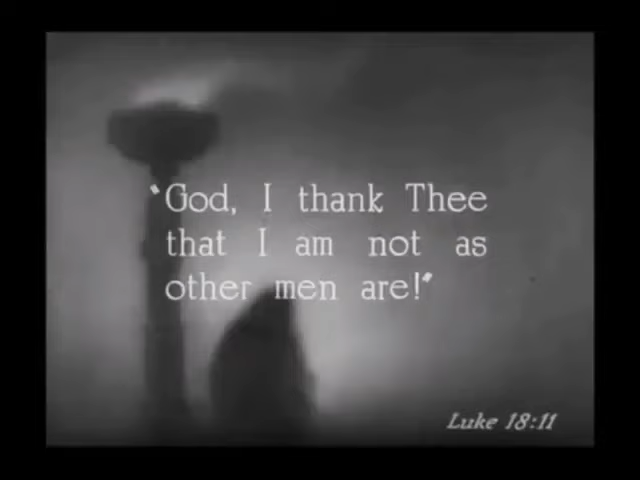 "God, I thank Thee
that I am not as
other men are!"
Luke 18:11